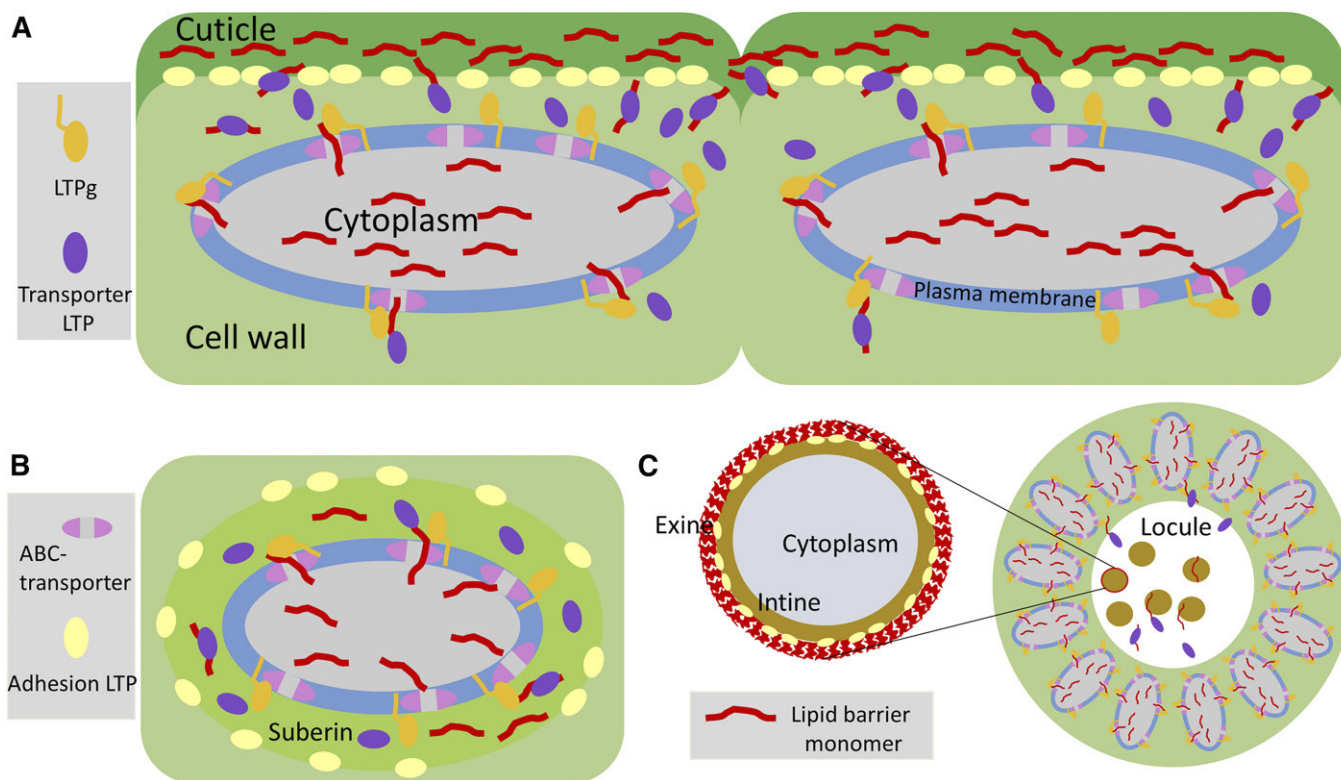 A
Cuticle
LTPg
Cytoplasm
Transporter
LTP
Plasma membrane
Cell wall
B
ABC-
transporter
Adhesion LTP
Suberin
C
Exine
Cytoplasm
Intine
Locule
Lipid barrier
monomer